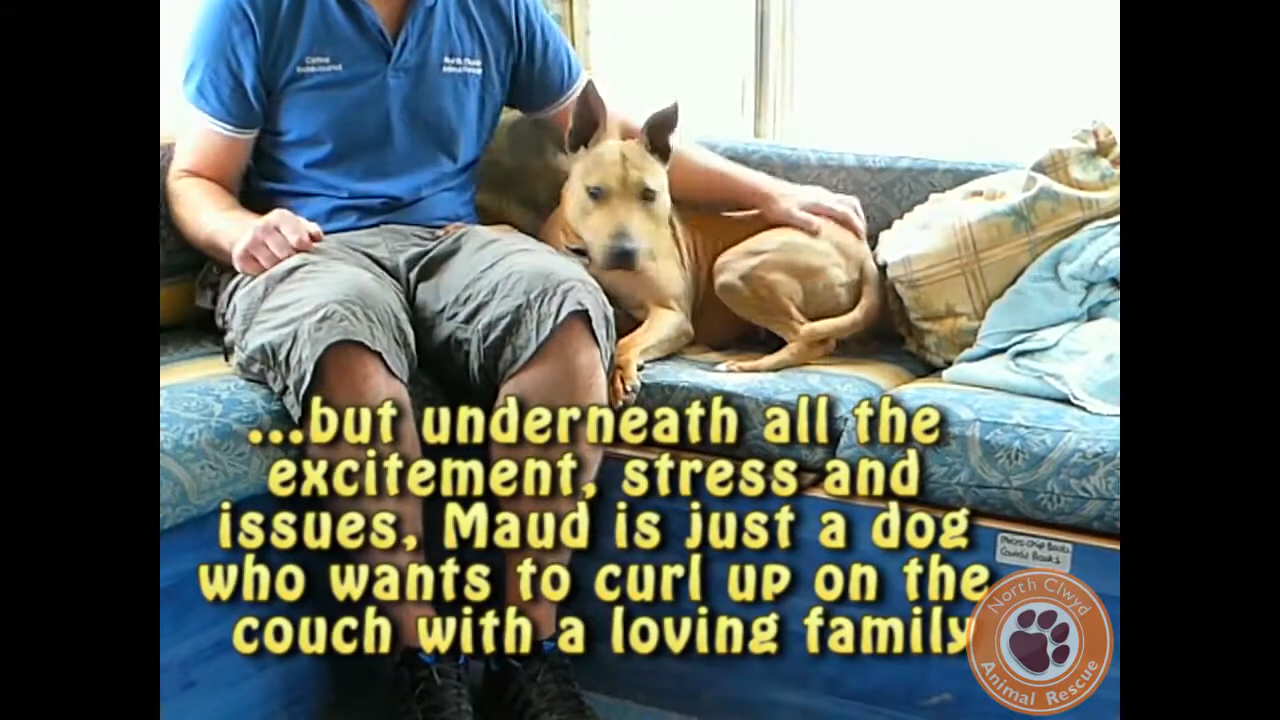 ...but underneath all the
excitement, stress and
issues, Maud is just a dog
who wants to curl up on the
couch with a loving family
North Clwyd
Animal Rescue